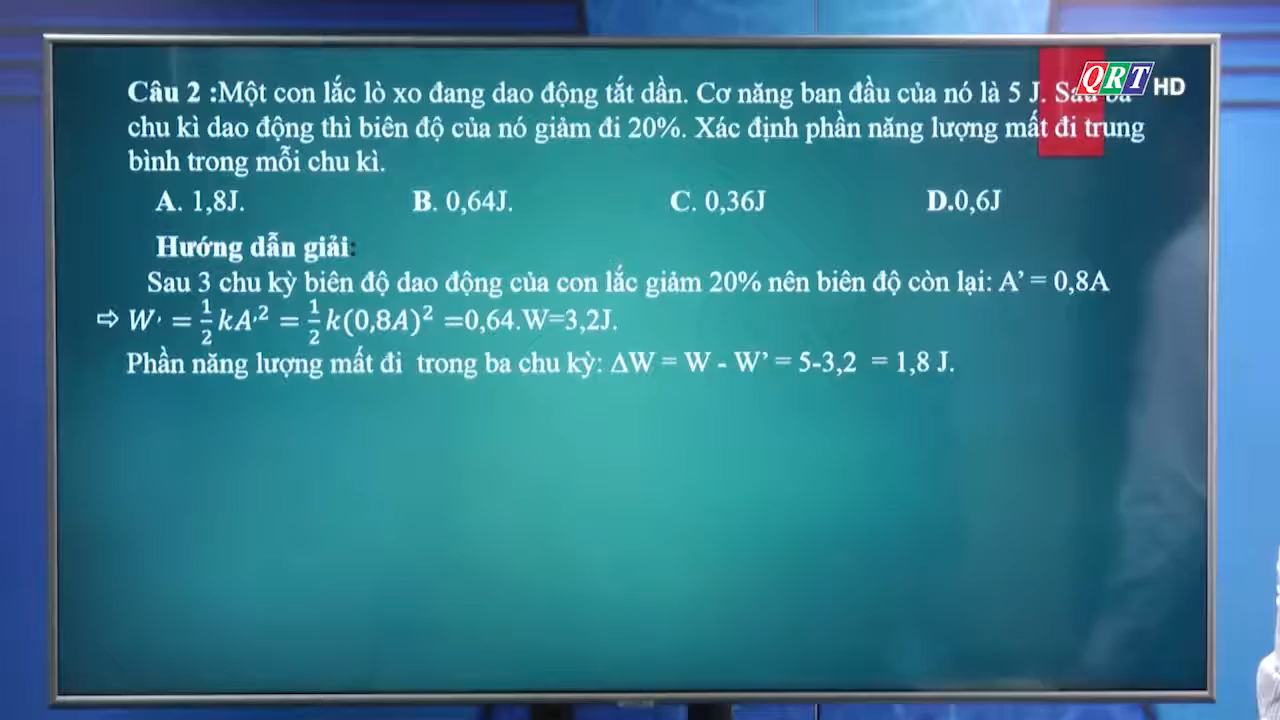 QRT HD
Câu 2 :Một con lắc lò xo đang dao động tắt dần. Cơ năng ban đầu của nó là 5 J. Sau ba
chu kì dao động thì biên độ của nó giảm đi 20%. Xác định phần năng lượng mất đi trung
bình trong mỗi chu kì.
A. 1,8J. B. 0,64J. C. 0,36J D.0,6J
Hướng dẫn giải:
Sau 3 chu kỳ biên độ dao động của con lắc giảm 20% nên biên độ còn lại: A’ = 0,8A
⇨ W’ = 1/2 kA’² = 1/2 k(0,8A)² =0,64.W=3,2J.
Phần năng lượng mất đi trong ba chu kỳ: ΔW = W - W’ = 5-3,2 = 1,8 J.